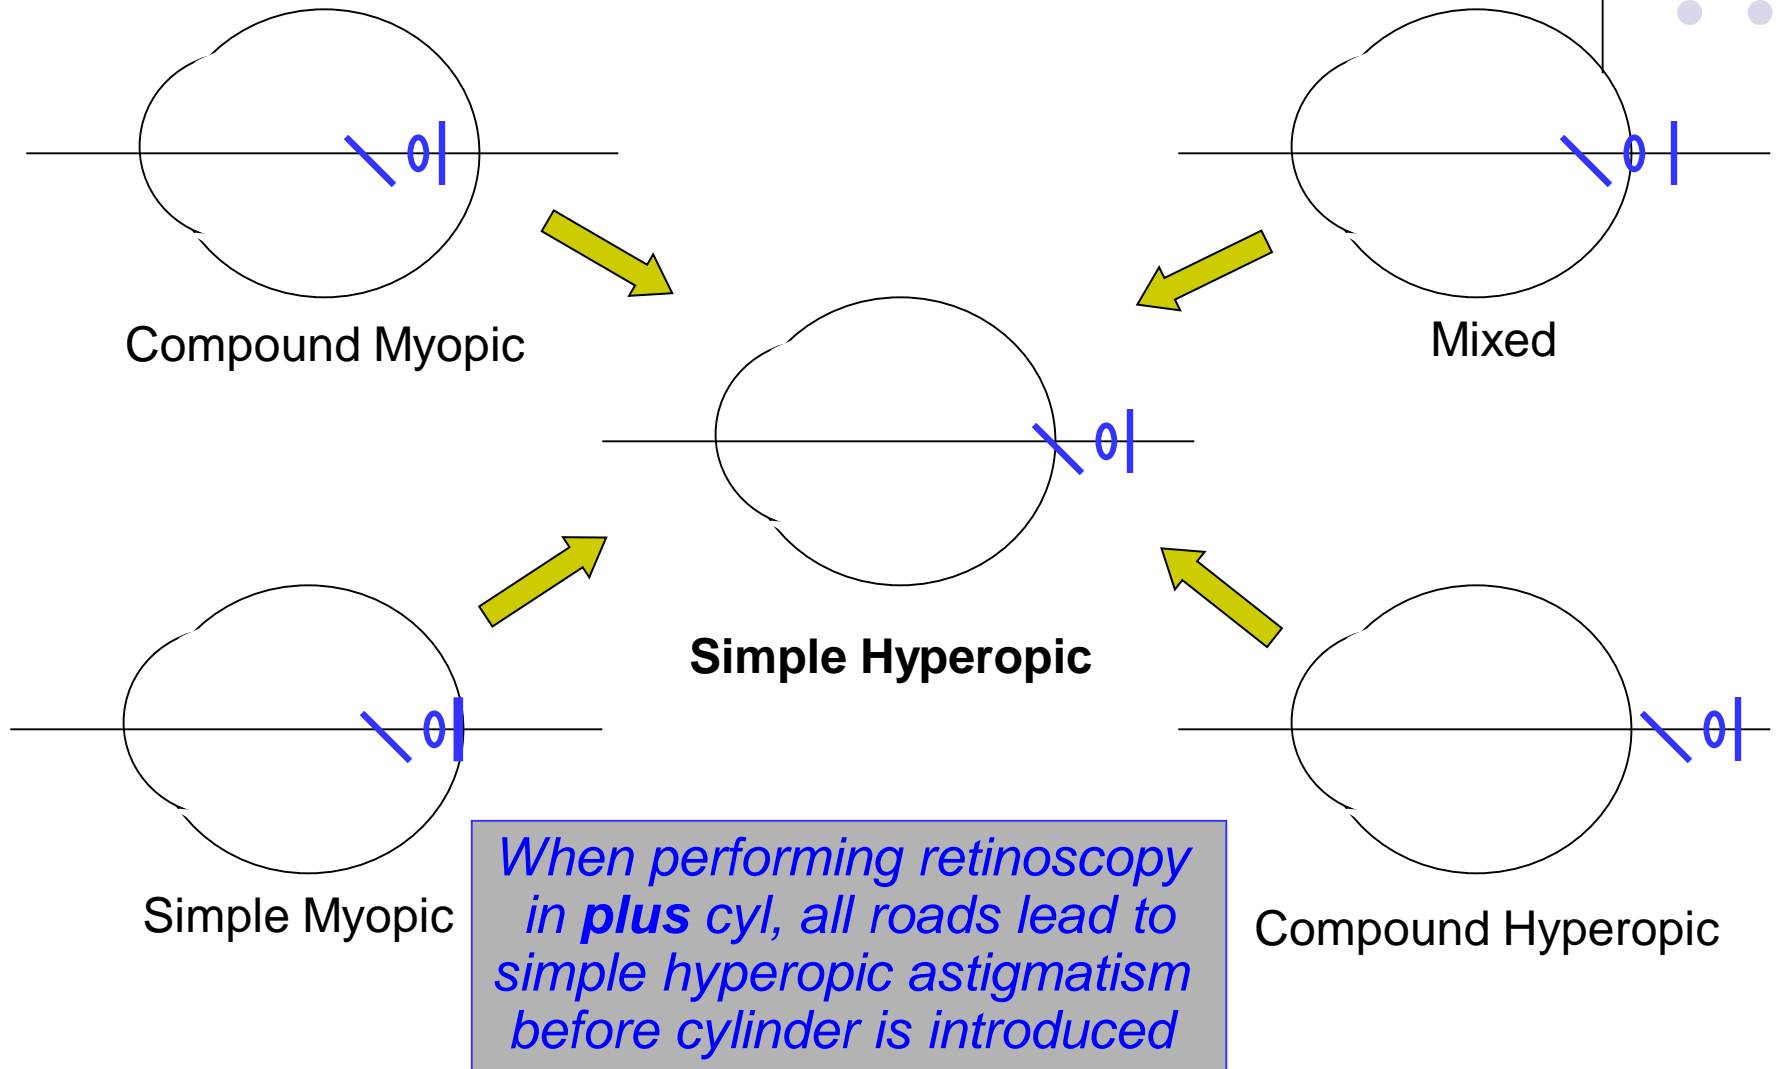 Compound Myopic
Mixed
Simple Hyperopic
Simple Myopic
Compound Hyperopic
When performing retinoscopy
in plus cyl, all roads lead to
simple hyperopic astigmatism
before cylinder is introduced